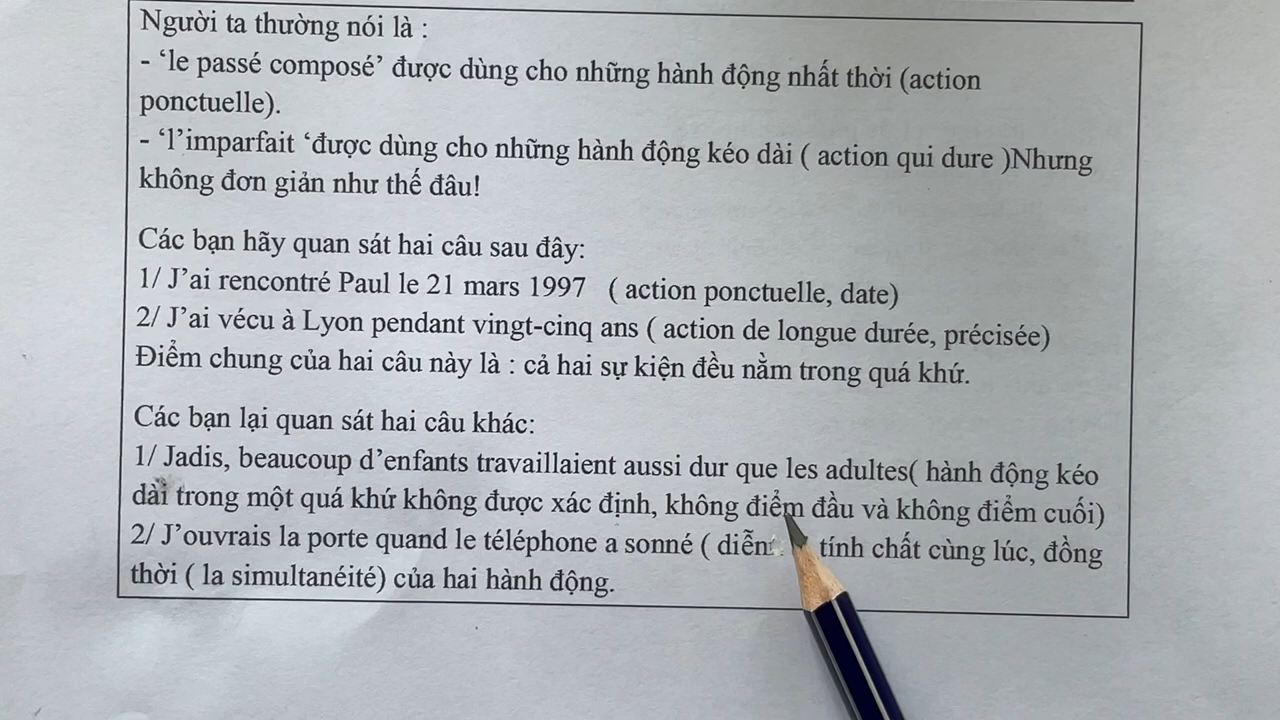 Người ta thường nói là :
- ‘le passé composé’ được dùng cho những hành động nhất thời (action
ponctuelle).
- ‘l’imparfait ‘được dùng cho những hành động kéo dài ( action qui dure )Nhưng
không đơn giản như thế đâu!
Các bạn hãy quan sát hai câu sau đây:
1/ J’ai rencontré Paul le 21 mars 1997 ( action ponctuelle, date)
2/ J’ai vécu à Lyon pendant vingt-cinq ans ( action de longue durée, précisée)
Điểm chung của hai câu này là : cả hai sự kiện đều nằm trong quá khứ.
Các bạn lại quan sát hai câu khác:
1/ Jadis, beaucoup d’enfants travaillaient aussi dur que les adultes( hành động kéo
dài trong một quá khứ không được xác định, không điểm đầu và không điểm cuối)
2/ J’ouvrais la porte quand le téléphone a sonné ( diễn tính chất cùng lúc, đồng
thời ( la simultanéité) của hai hành động.